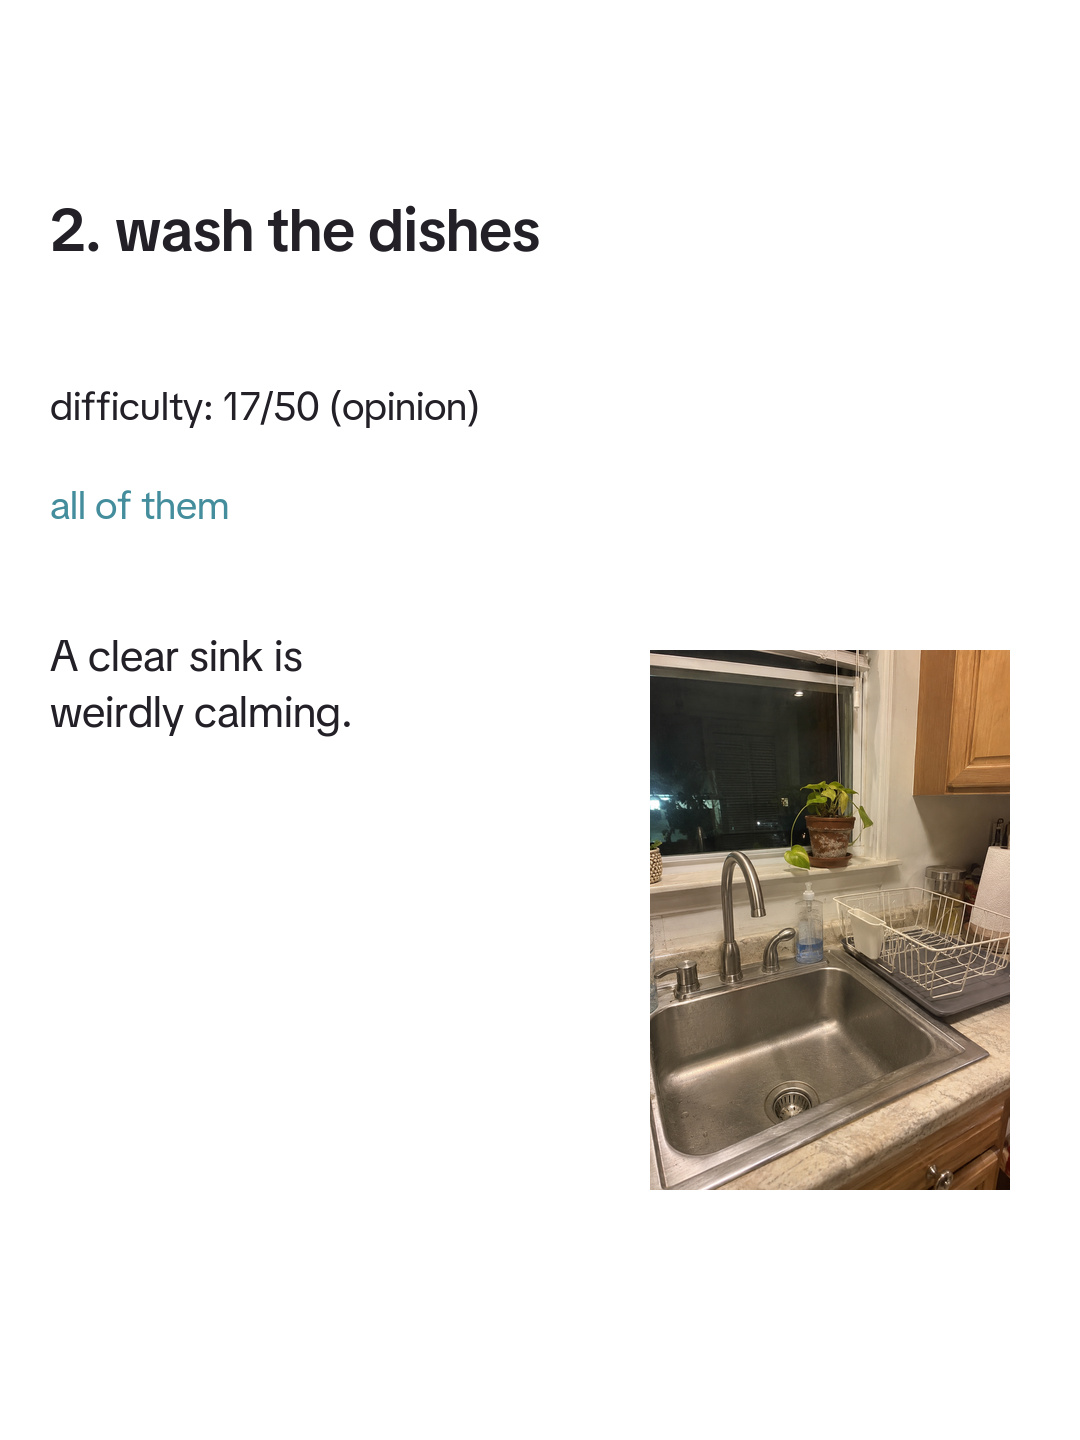 2. wash the dishes
difficulty: 17/50 (opinion)
all of them
A clear sink is
weirdly calming.